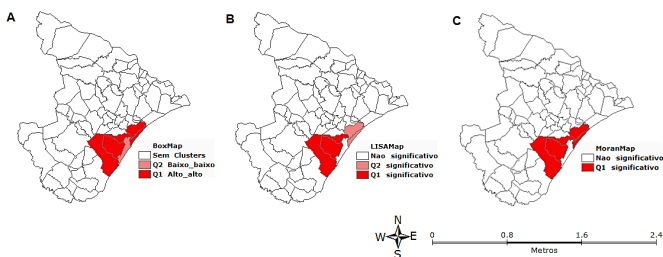 A
BoxMap
Sem Clusters
Q2 Baixo_baixo
Q1 Alto_alto
B
LISAMap
Nao significativo
Q2 significativo
Q1 significativo
C
MoranMap
Nao significativo
Q1 significativo
N
W E
S
0 0.8 1.6 2.4
Metros